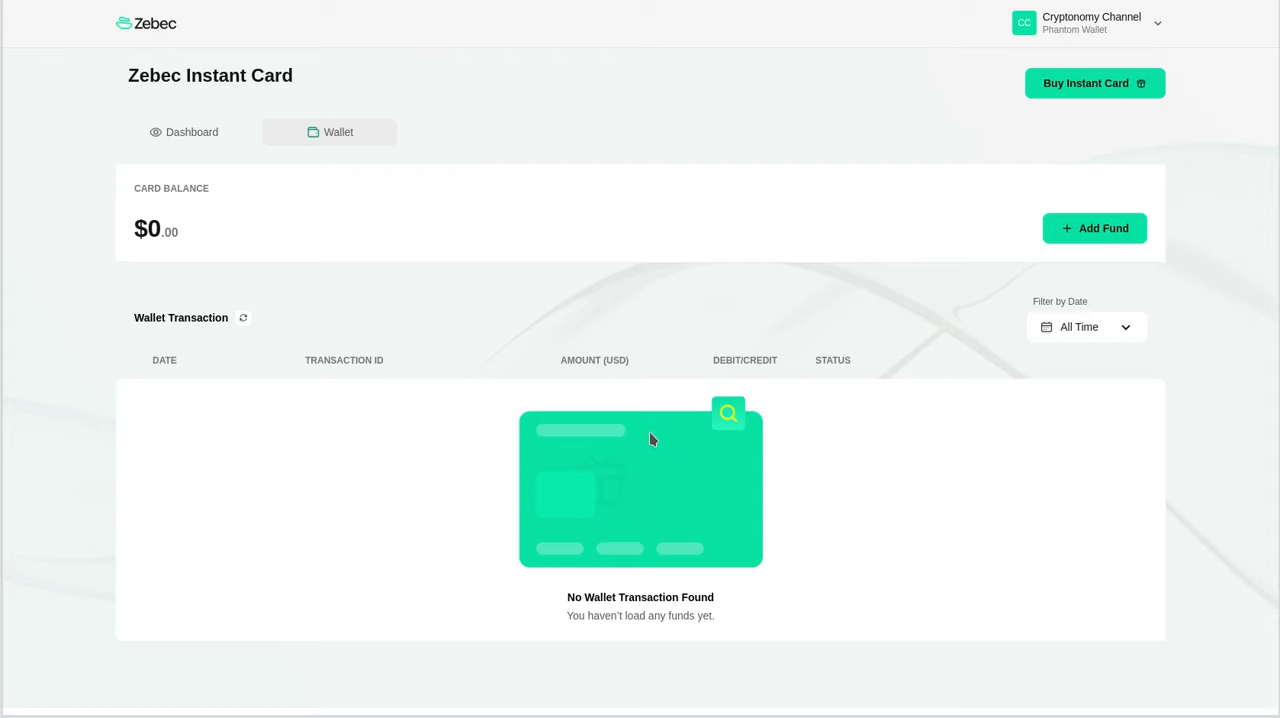 Zebec
CC
Cryptonomy Channel
Phantom Wallet
Zebec Instant Card
Buy Instant Card
Dashboard
Wallet
CARD BALANCE
$0.00
Add Fund
Filter by Date
Wallet Transaction
All Time
DATE TRANSACTION ID AMOUNT (USD) DEBIT/CREDIT STATUS
No Wallet Transaction Found
You haven't load any funds yet.